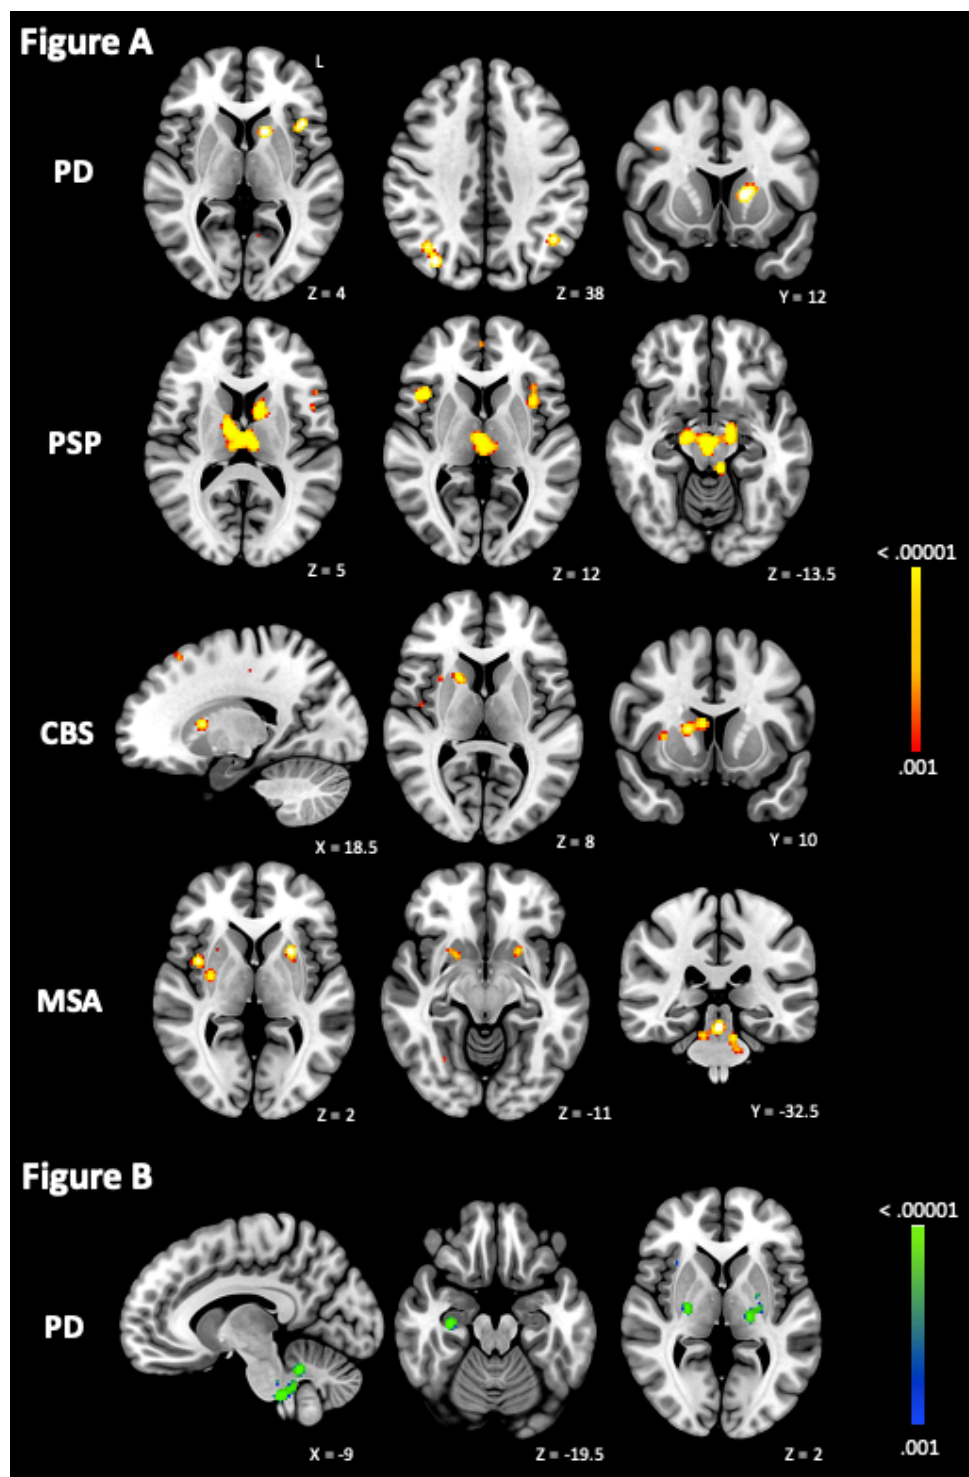 Figure A
L
PD
Z = 4
Z = 38
Y = 12
PSP
Z = 5
Z = 12
Z = -13.5
< .00001
.001
CBS
X = 18.5
Z = 8
Y = 10
MSA
Z = 2
Z = -11
Y = -32.5
Figure B
< .00001
PD
.001
X = -9
Z = -19.5
Z = 2